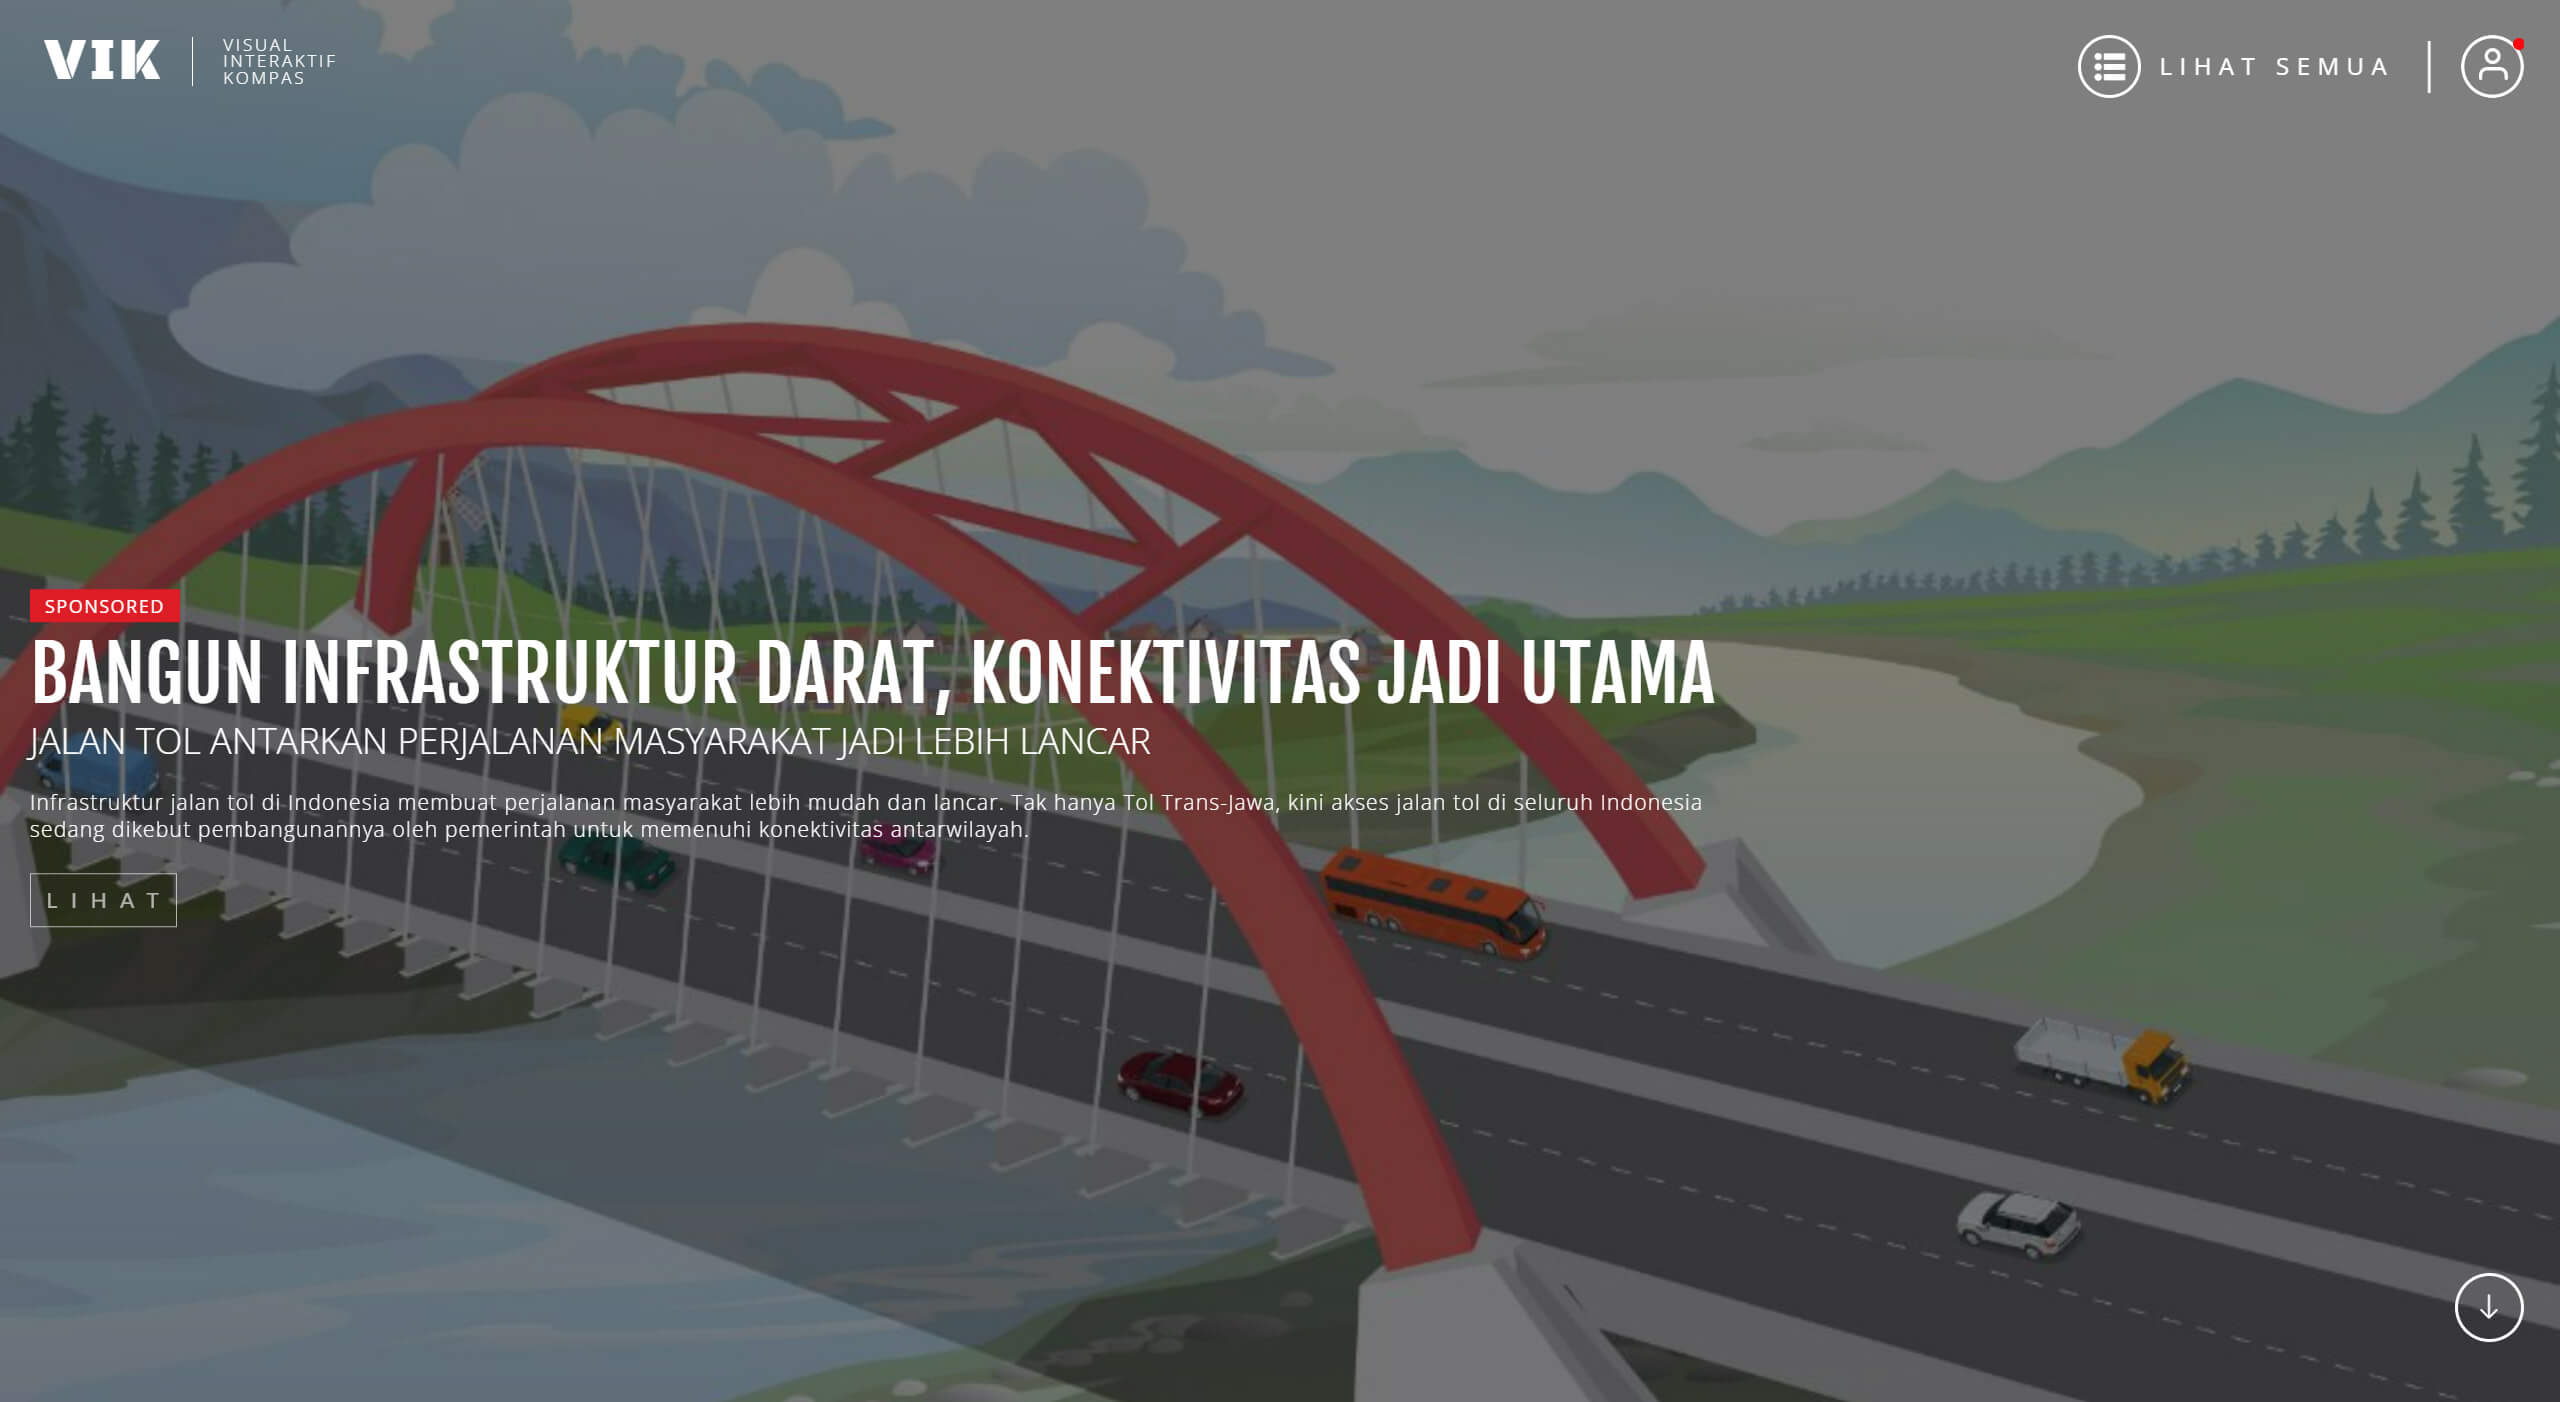 VIK
VISUAL
INTERAKTIF
KOMPAS
LIHAT SEMUA
SPONSORED
BANGUN INFRASTRUKTUR DARAT, KONEKTIVITAS JADI UTAMA
JALAN TOL ANTARKAN PERJALANAN MASYARAKAT JADI LEBIH LANCAR
Infrastruktur jalan tol di Indonesia membuat perjalanan masyarakat lebih mudah dan lancar. Tak hanya Tol Trans-Jawa, kini akses jalan tol di seluruh Indonesia
sedang dikebut pembangunannya oleh pemerintah untuk memenuhi konektivitas antarwilayah.
LIHAT